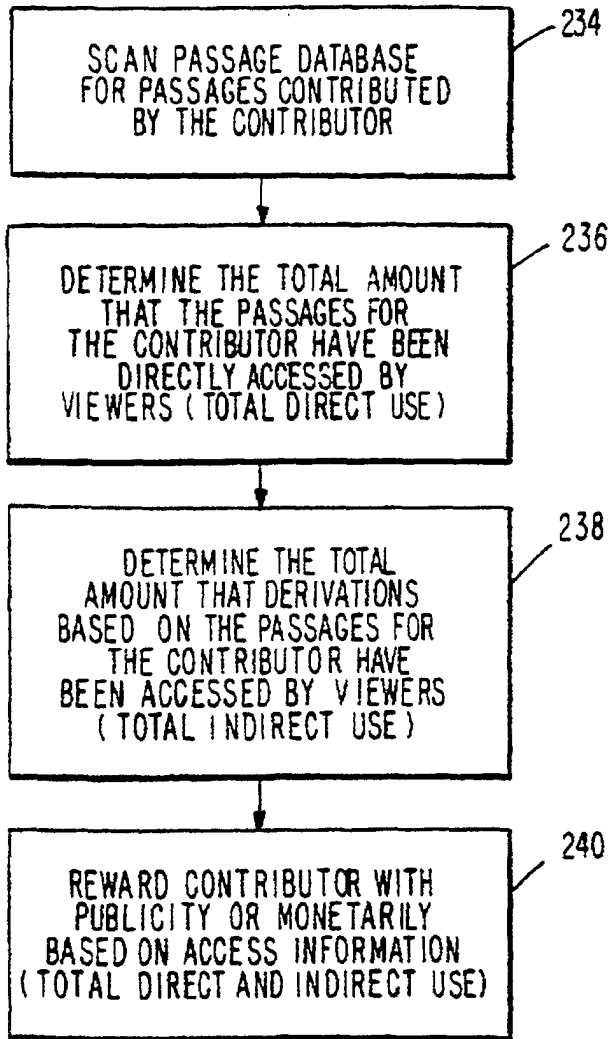 234
SCAN PASSAGE DATABASE
FOR PASSAGES CONTRIBUTED
BY THE CONTRIBUTOR
236
DETERMINE THE TOTAL AMOUNT
THAT THE PASSAGES FOR
THE CONTRIBUTOR HAVE BEEN
DIRECTLY ACCESSED BY
VIEWERS (TOTAL DIRECT USE)
238
DETERMINE THE TOTAL
AMOUNT THAT DERIVATIONS
BASED ON THE PASSAGES FOR
THE CONTRIBUTOR HAVE
BEEN ACCESSED BY VIEWERS
(TOTAL INDIRECT USE)
240
REWARD CONTRIBUTOR WITH
PUBLICITY OR MONETARILY
BASED ON ACCESS INFORMATION
(TOTAL DIRECT AND INDIRECT USE)